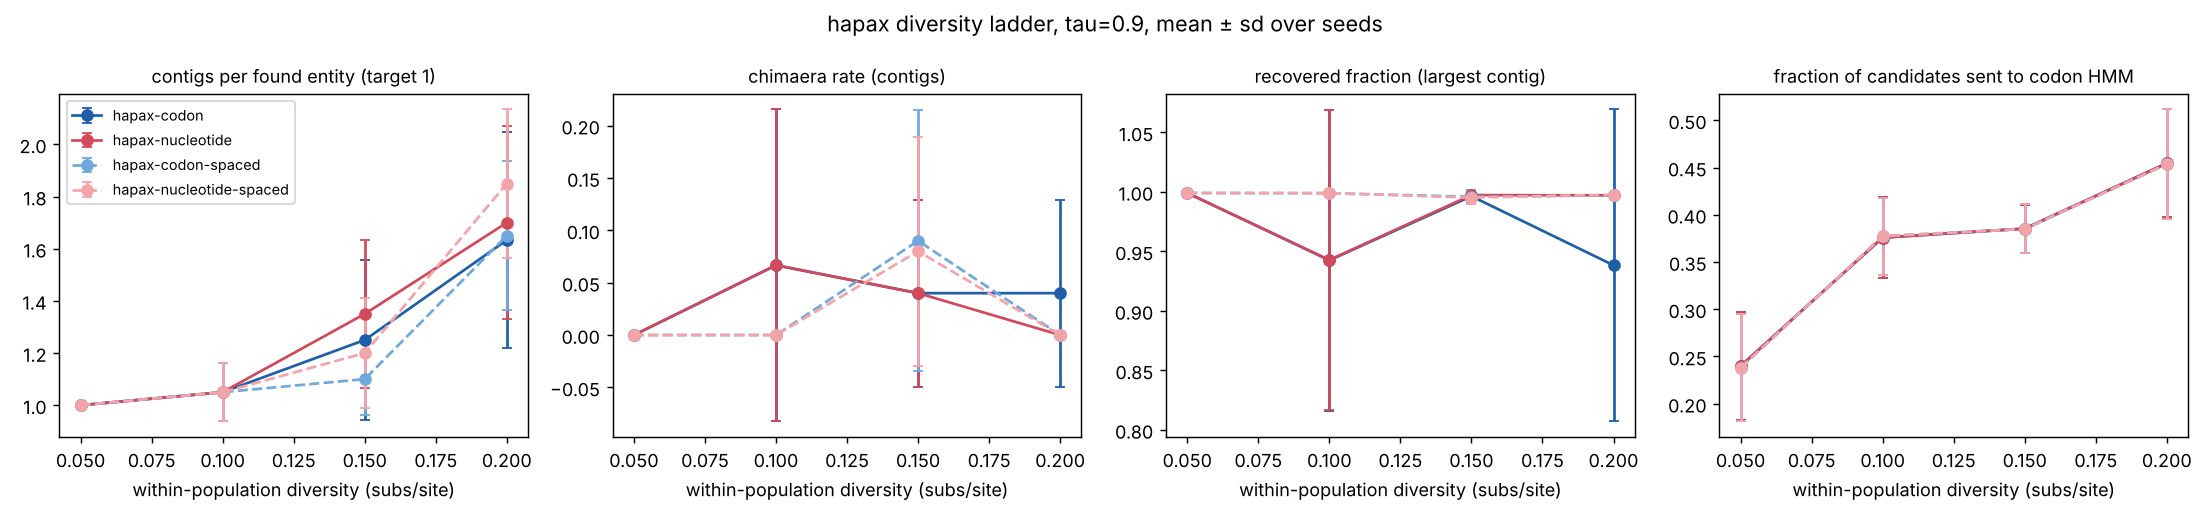 hapax diversity ladder, tau=0.9, mean ± sd over seeds
contigs per found entity (target 1)
hapax-codon
hapax-nucleotide
hapax-codon-spaced
hapax-nucleotide-spaced
2.0
1.8
1.6
1.4
1.2
1.0
0.050 0.075 0.100 0.125 0.150 0.175 0.200
within-population diversity (subs/site)
chimaera rate (contigs)
0.20
0.15
0.10
0.05
0.00
−0.05
0.050 0.075 0.100 0.125 0.150 0.175 0.200
within-population diversity (subs/site)
recovered fraction (largest contig)
1.05
1.00
0.95
0.90
0.85
0.80
0.050 0.075 0.100 0.125 0.150 0.175 0.200
within-population diversity (subs/site)
fraction of candidates sent to codon HMM
0.50
0.45
0.40
0.35
0.30
0.25
0.20
0.050 0.075 0.100 0.125 0.150 0.175 0.200
within-population diversity (subs/site)